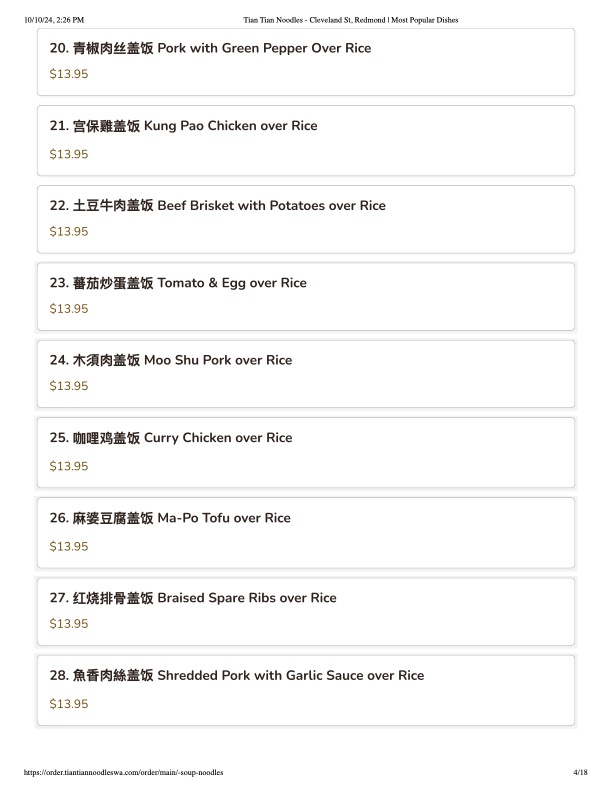 10/10/24, 2:26 PM Tian Tian Noodles - Cleveland St, Redmond | Most Popular Dishes
20. 青椒肉丝盖饭 Pork with Green Pepper Over Rice
$13.95
21. 宫保雞盖饭 Kung Pao Chicken over Rice
$13.95
22. 土豆牛肉盖饭 Beef Brisket with Potatoes over Rice
$13.95
23. 蕃茄炒蛋盖饭 Tomato & Egg over Rice
$13.95
24. 木須肉盖饭 Moo Shu Pork over Rice
$13.95
25. 咖哩鸡盖饭 Curry Chicken over Rice
$13.95
26. 麻婆豆腐盖饭 Ma-Po Tofu over Rice
$13.95
27. 红烧排骨盖饭 Braised Spare Ribs over Rice
$13.95
28. 魚香肉絲盖饭 Shredded Pork with Garlic Sauce over Rice
$13.95
https://order.tiantiannoodleswa.com/order/main/-soup-noodles 4/18